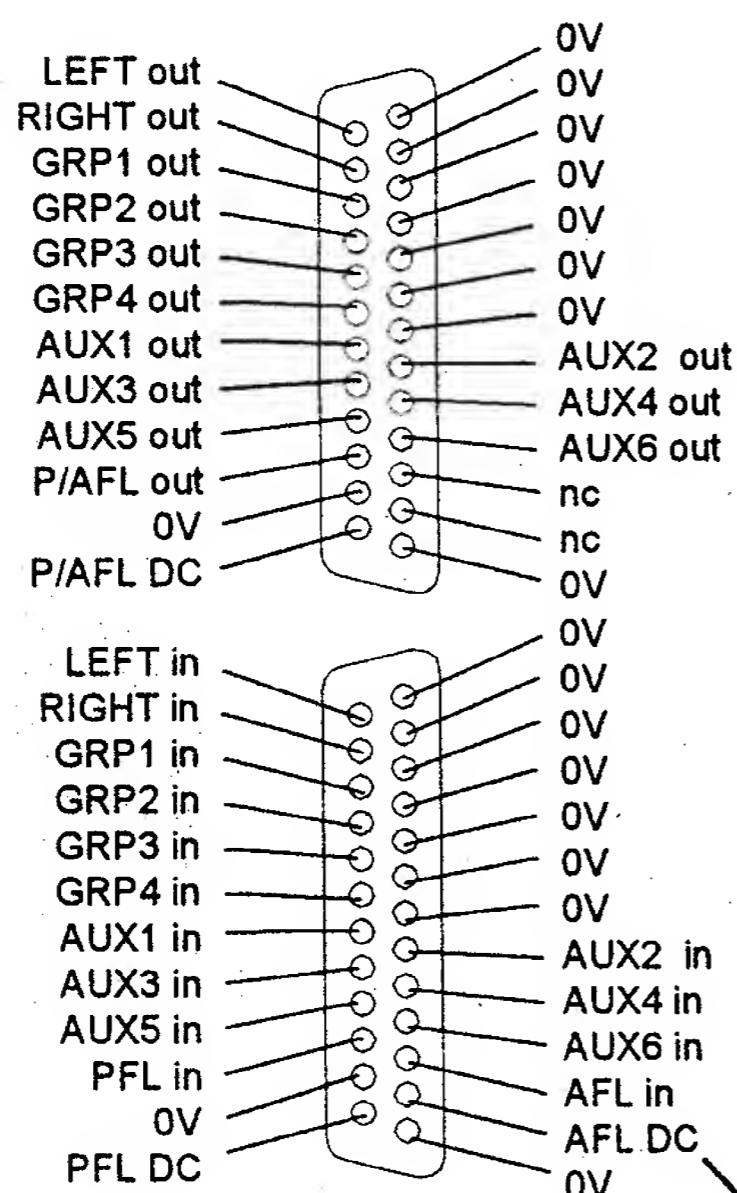 LEFT out
RIGHT out
GRP1 out
GRP2 out
GRP3 out
GRP4 out
AUX1 out
AUX3 out
AUX5 out
P/AFL out
0V
P/AFL DC
0V
0V
0V
0V
0V
0V
0V
AUX2 out
AUX4 out
AUX6 out
nc
nc
0V
LEFT in
RIGHT in
GRP1 in
GRP2 in
GRP3 in
GRP4 in
AUX1 in
AUX3 in
AUX5 in
PFL in
0V
PFL DC
0V
0V
0V
0V
0V
0V
0V
AUX2 in
AUX4 in
AUX6 in
AFL in
AFL DC
0V